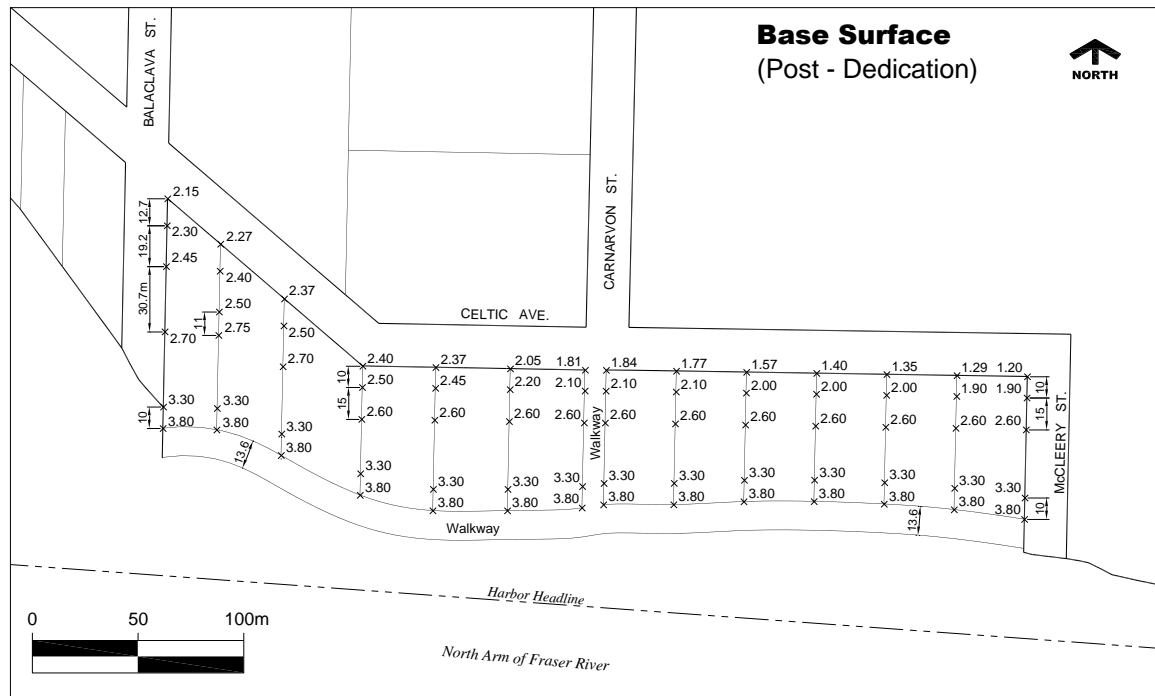 Base Surface
(Post - Dedication)
NORTH
BALACLAVA ST.
CARNARVON ST.
2.15
12.7
2.30
2.27
19.2
2.45
2.40
30.7m
2.37
2.50
11
2.50
2.70
2.75
2.70
CELTIC AVE.
2.40 2.37 2.05 1.81 1.84 1.77 1.57 1.40 1.35 1.29 1.20
10
2.50 2.45 2.20 2.10 2.10 2.10 2.00 2.00 2.00 1.90 1.90
10
15
2.60 2.60 2.60 2.60 2.60 2.60 2.60 2.60 2.60 2.60 2.60
15
Walkway
McCLEERY ST.
3.30 3.30 3.30 3.30 3.30 3.30 3.30 3.30 3.30 3.30 3.30 3.30 3.30 3.30
10
3.80 3.80 3.80 3.80 3.80 3.80 3.80 3.80 3.80 3.80 3.80 3.80 3.80 3.80
10
13.6
Walkway
13.6
Harbor Headline
0 50 100m
North Arm of Fraser River